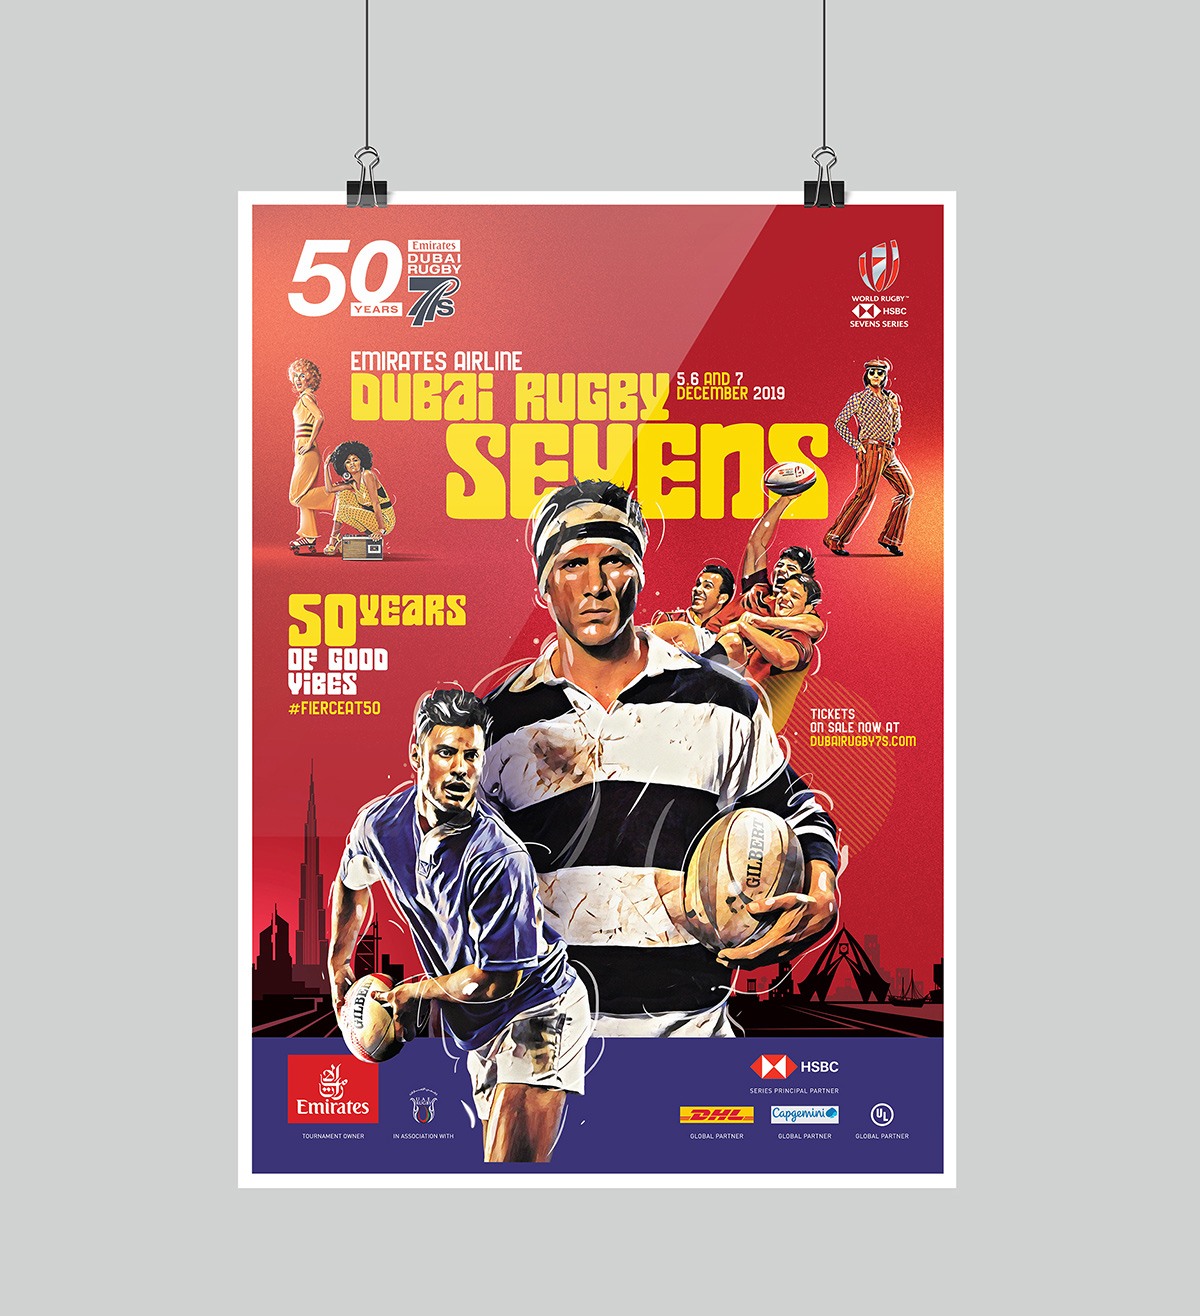 50
YEARS
Emirates
DUBAI
RUGBY
7s
WORLD RUGBY™
HSBC
SEVENS SERIES
EMIRATES AIRLINE
DUBAI RUGBY
SEVENS
5.6 AND 7
DECEMBER 2019
50 YEARS
OF GOOD
VIBES
#FIERCEAT50
TICKETS
ON SALE NOW AT
DUBAIRUGBY7S.COM
GILBERT
GILBERT
Emirates
TOURNAMENT OWNER
IN ASSOCIATION WITH
HSBC
SERIES PRINCIPAL PARTNER
DHL
GLOBAL PARTNER
Capgemini
GLOBAL PARTNER
UL
GLOBAL PARTNER